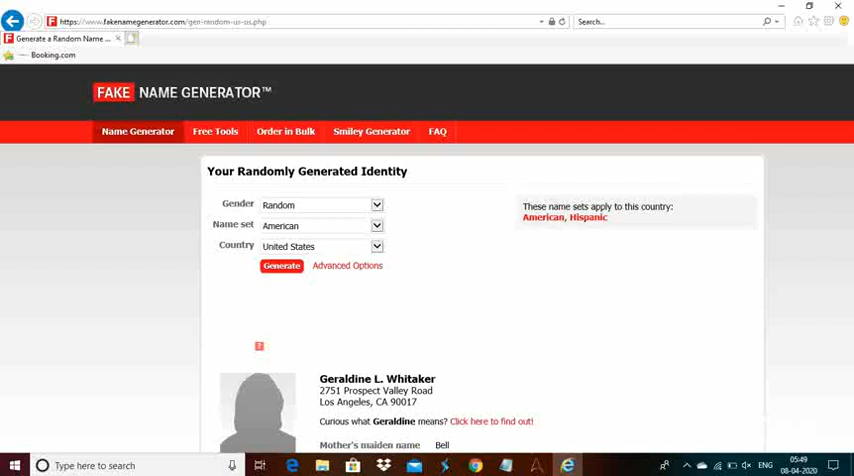 https://www.fakenamegenerator.com/gen-random-us-us.php
Search...
Generate a Random Name ...
Booking.com
FAKE NAME GENERATOR™
Name Generator Free Tools Order in Bulk Smiley Generator FAQ
Your Randomly Generated Identity
Gender Random
These name sets apply to this country:
American, Hispanic
Name set American
Country United States
Generate Advanced Options
?
Geraldine L. Whitaker
2751 Prospect Valley Road
Los Angeles, CA 90017
Curious what Geraldine means? Click here to find out!
Mother's maiden name Bell
Type here to search
ENG
05:49
08-04-2020